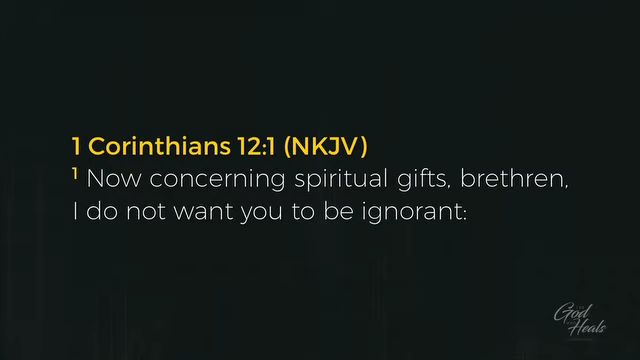 1 Corinthians 12:1 (NKJV)
1 Now concerning spiritual gifts, brethren,
I do not want you to be ignorant:
God
Heals